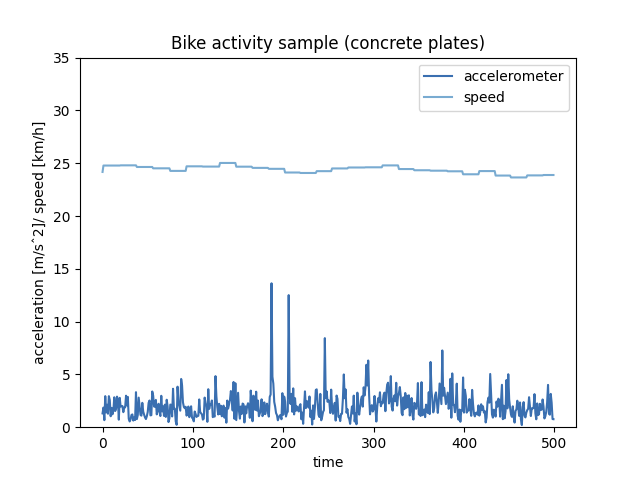 Bike activity sample (concrete plates)
accelerometer
speed
acceleration [m/sˆ2]/ speed [km/h]
35
30
25
20
15
10
5
0
0 100 200 300 400 500
time